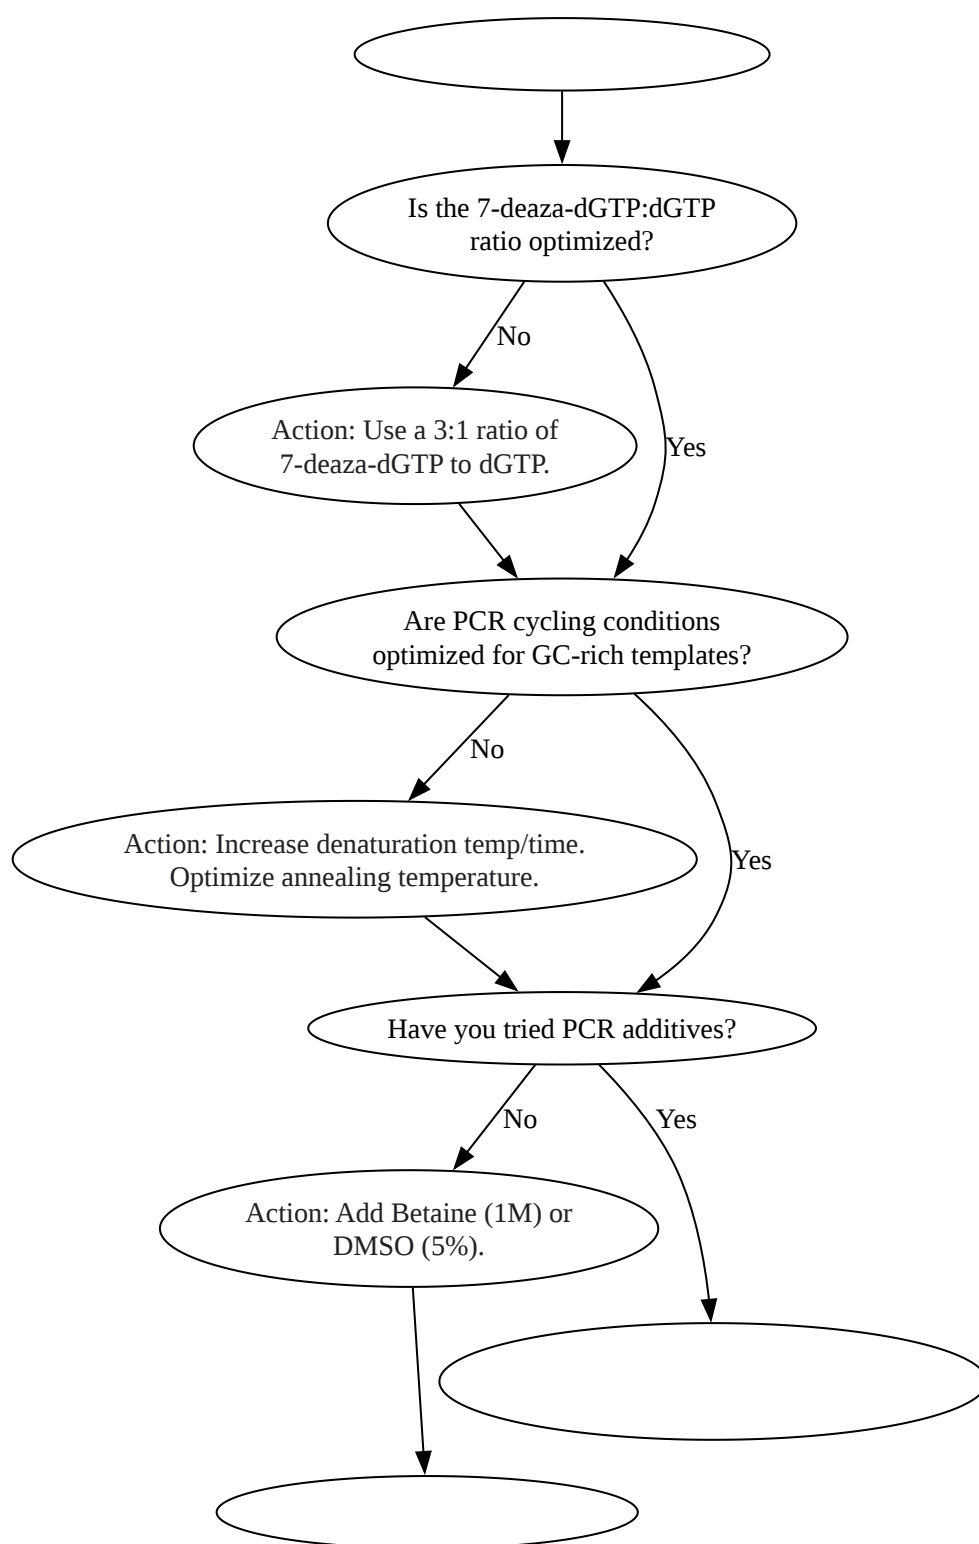 Is the 7-deaza-dGTP:dGTP
ratio optimized?
No
Action: Use a 3:1 ratio of
7-deaza-dGTP to dGTP.
Yes
Are PCR cycling conditions
optimized for GC-rich templates?
No
Action: Increase denaturation temp/time.
Optimize annealing temperature.
Yes
Have you tried PCR additives?
No
Yes
Action: Add Betaine (1M) or
DMSO (5%).